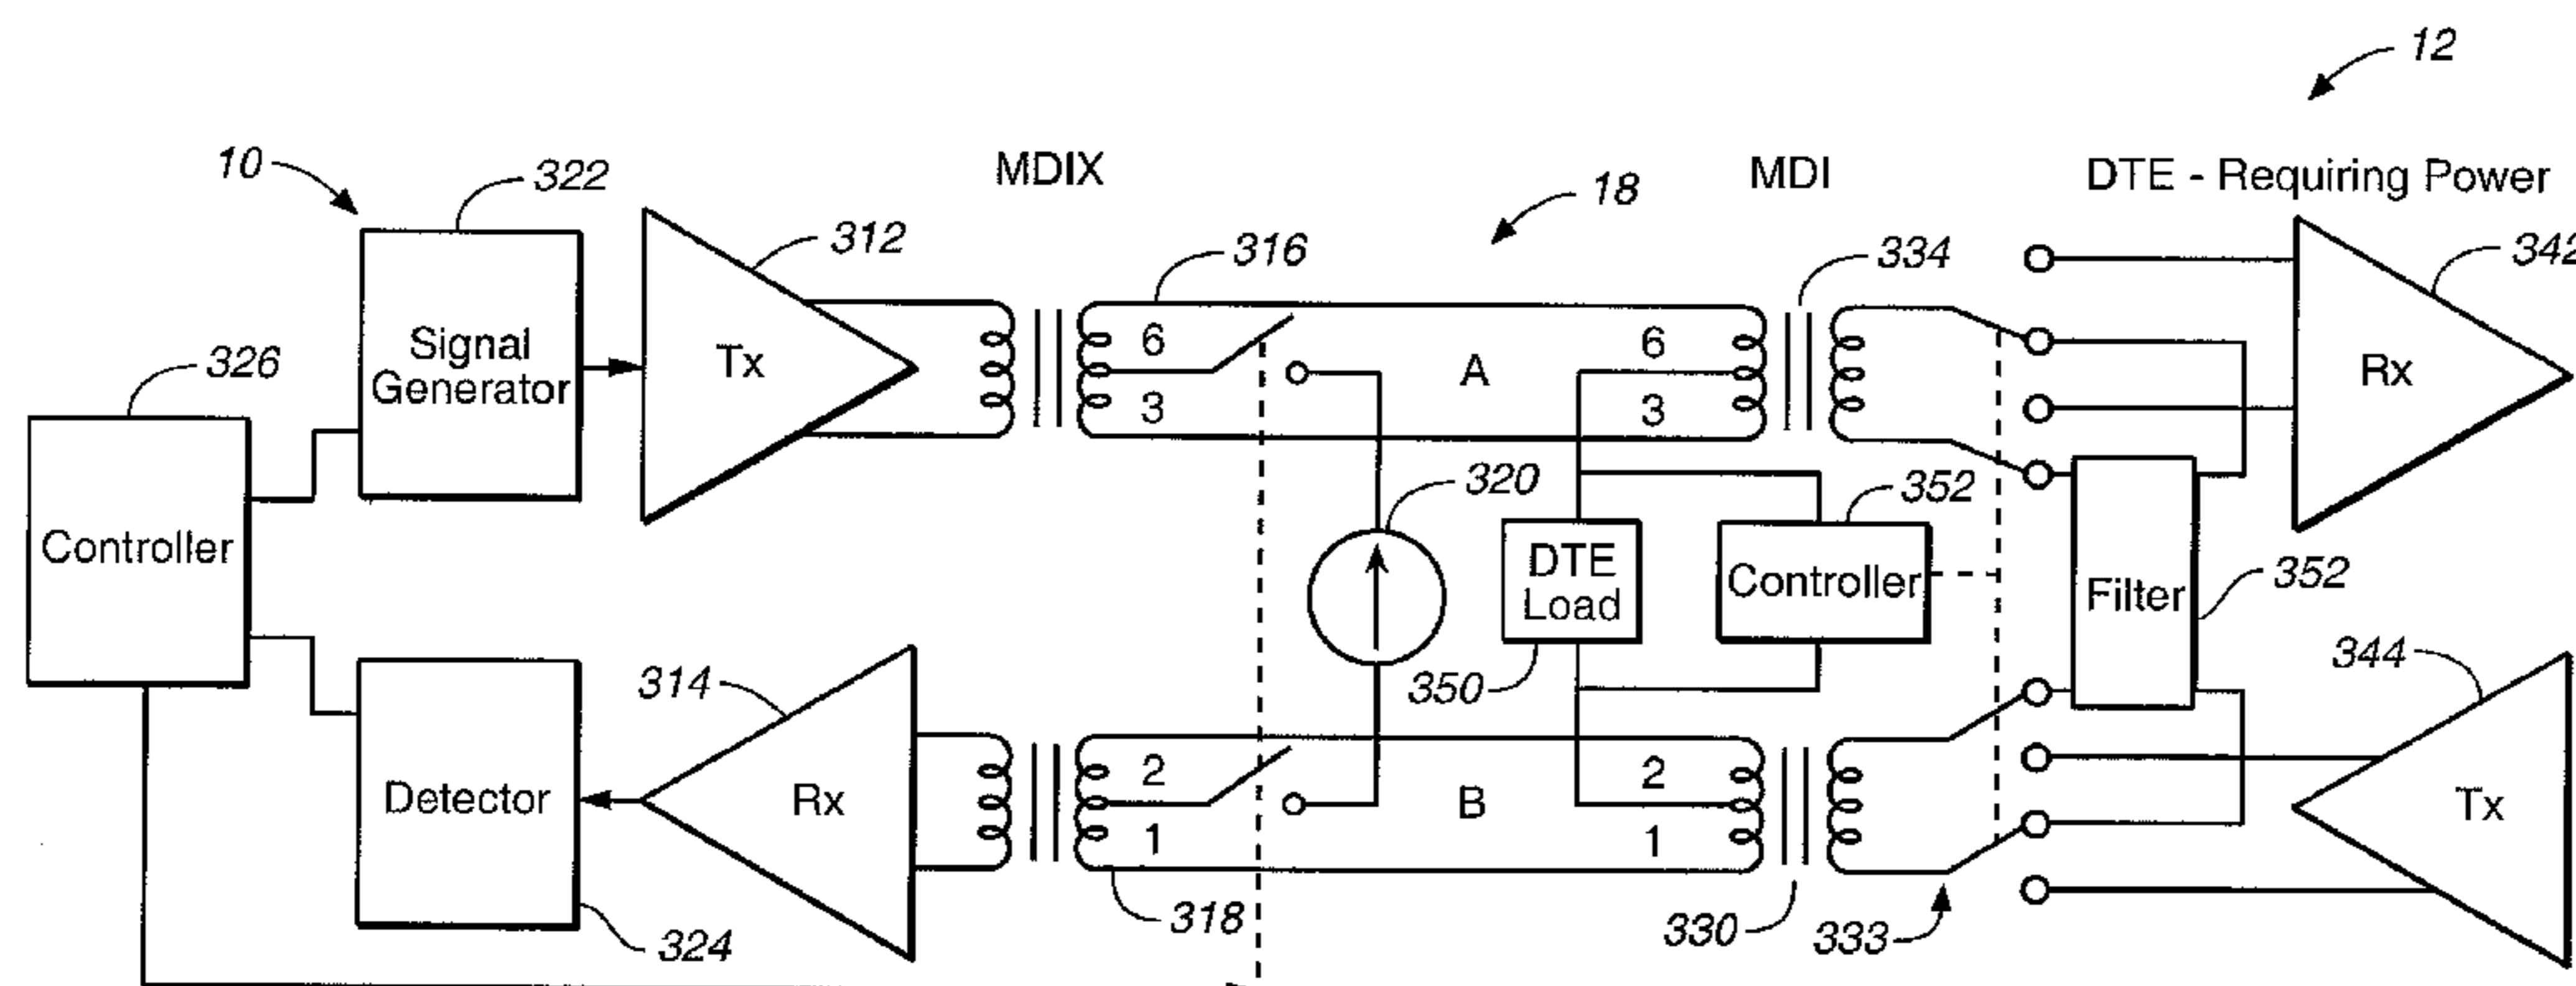 12
10
322
MDIX
18
MDI
DTE - Requiring Power
312
316
334
342
326
Signal
Generator
Tx
6
3
A
6
3
Rx
Controller
320
352
DTE
Load
Controller
Filter
352
314
350
344
Detector
Rx
2
1
B
2
1
Tx
324
318
330
333